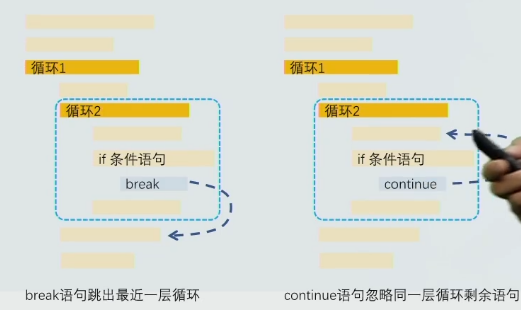 循环1
循环2
if 条件语句
break
break语句跳出最近一层循环
循环1
循环2
if 条件语句
continue
continue语句忽略同一层循环剩余语句